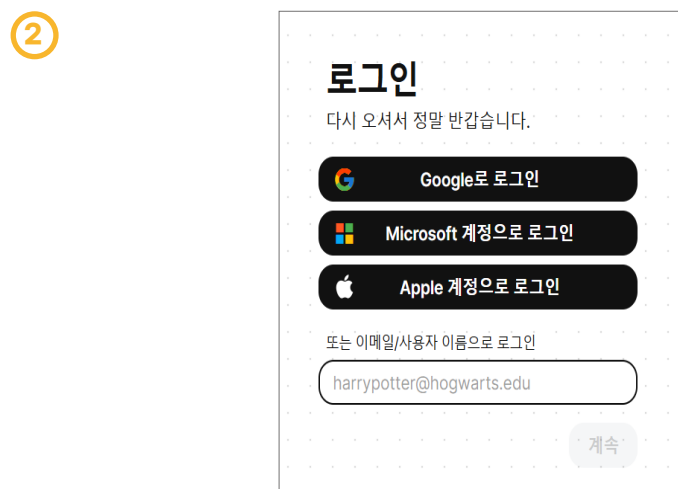 2
로그인
다시 오셔서 정말 반갑습니다.
Google로 로그인
Microsoft 계정으로 로그인
Apple 계정으로 로그인
또는 이메일/사용자 이름으로 로그인
harrypotter@hogwarts.edu
계속